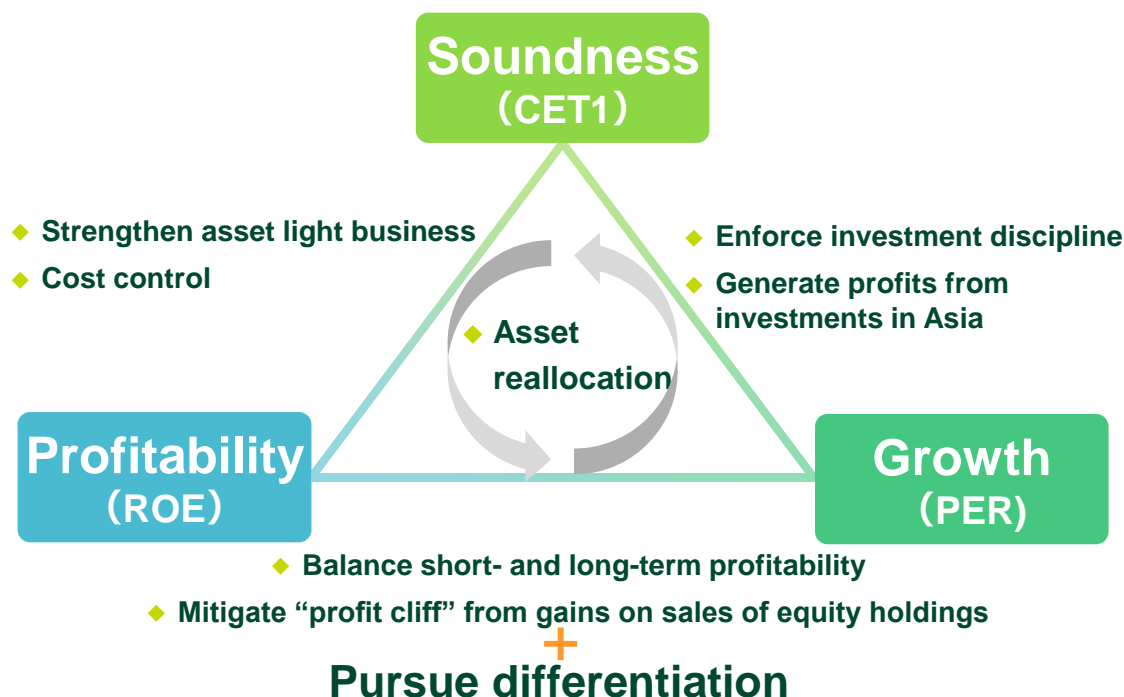 Soundness
（CET1）
◆ Strengthen asset light business
◆ Cost control
◆ Enforce investment discipline
◆ Generate profits from
investments in Asia
◆ Asset
reallocation
Profitability
（ROE）
Growth
（PER)
◆ Balance short- and long-term profitability
◆ Mitigate “profit cliff” from gains on sales of equity holdings
+
Pursue differentiation